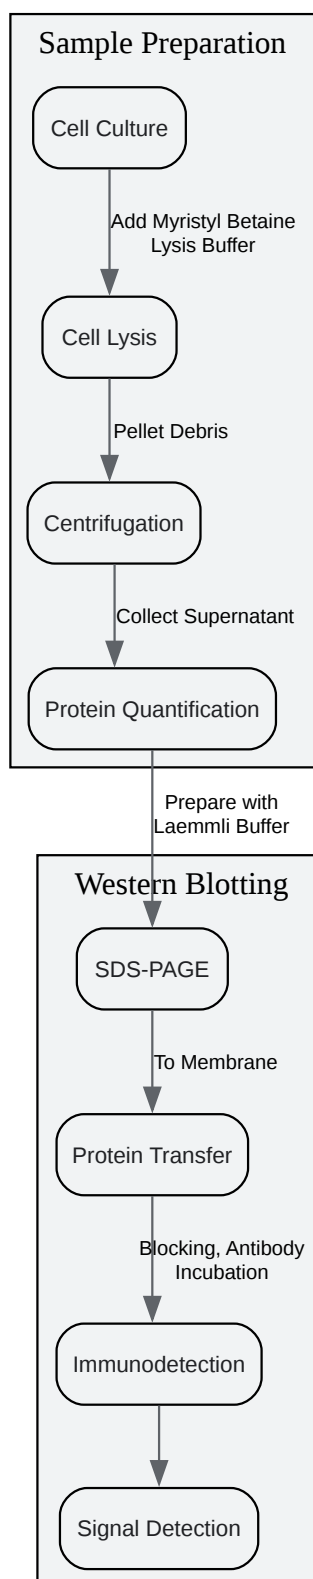 Sample Preparation
Cell Culture
Add Myristyl Betaine
Lysis Buffer
Cell Lysis
Pellet Debris
Centrifugation
Collect Supernatant
Protein Quantification
Prepare with
Laemmli Buffer
Western Blotting
SDS-PAGE
To Membrane
Protein Transfer
Blocking, Antibody
Incubation
Immunodetection
Signal Detection